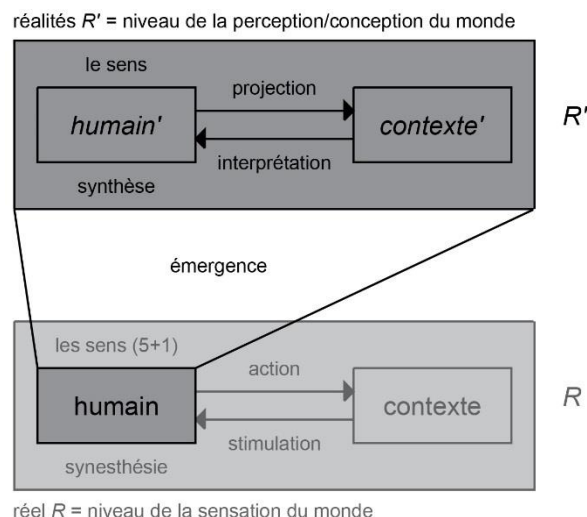 réalités R' = niveau de la perception/conception du monde
le sens
projection
humain'
contexte'
R'
interprétation
synthèse
émergence
les sens (5+1)
action
humain
contexte
R
stimulation
synesthésie
réel R = niveau de la sensation du monde